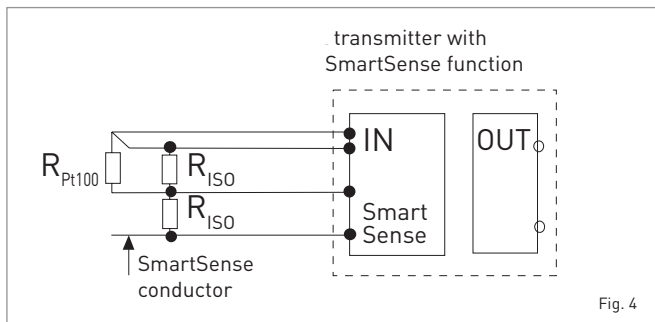 transmitter with
SmartSense function
IN
OUT
R_Pt100
R_ISO
R_ISO
Smart
Sense
SmartSense
conductor
Fig. 4